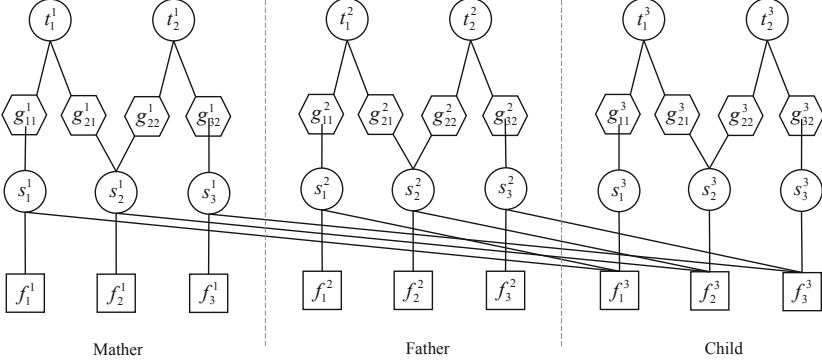 t₁¹ t₂¹ t₁² t₂² t₁³ t₂³
g₁₁¹ g₂₁¹ g₂₂¹ g₃₂¹ g₁₁² g₂₁² g₂₂² g₃₂² g₁₁³ g₂₁³ g₂₂³ g₃₂³
s₁¹ s₂¹ s₃¹ s₁² s₂² s₃² s₁³ s₂³ s₃³
f₁¹ f₂¹ f₃¹ f₁² f₂² f₃² f₁³ f₂³ f₃³
Mather Father Child